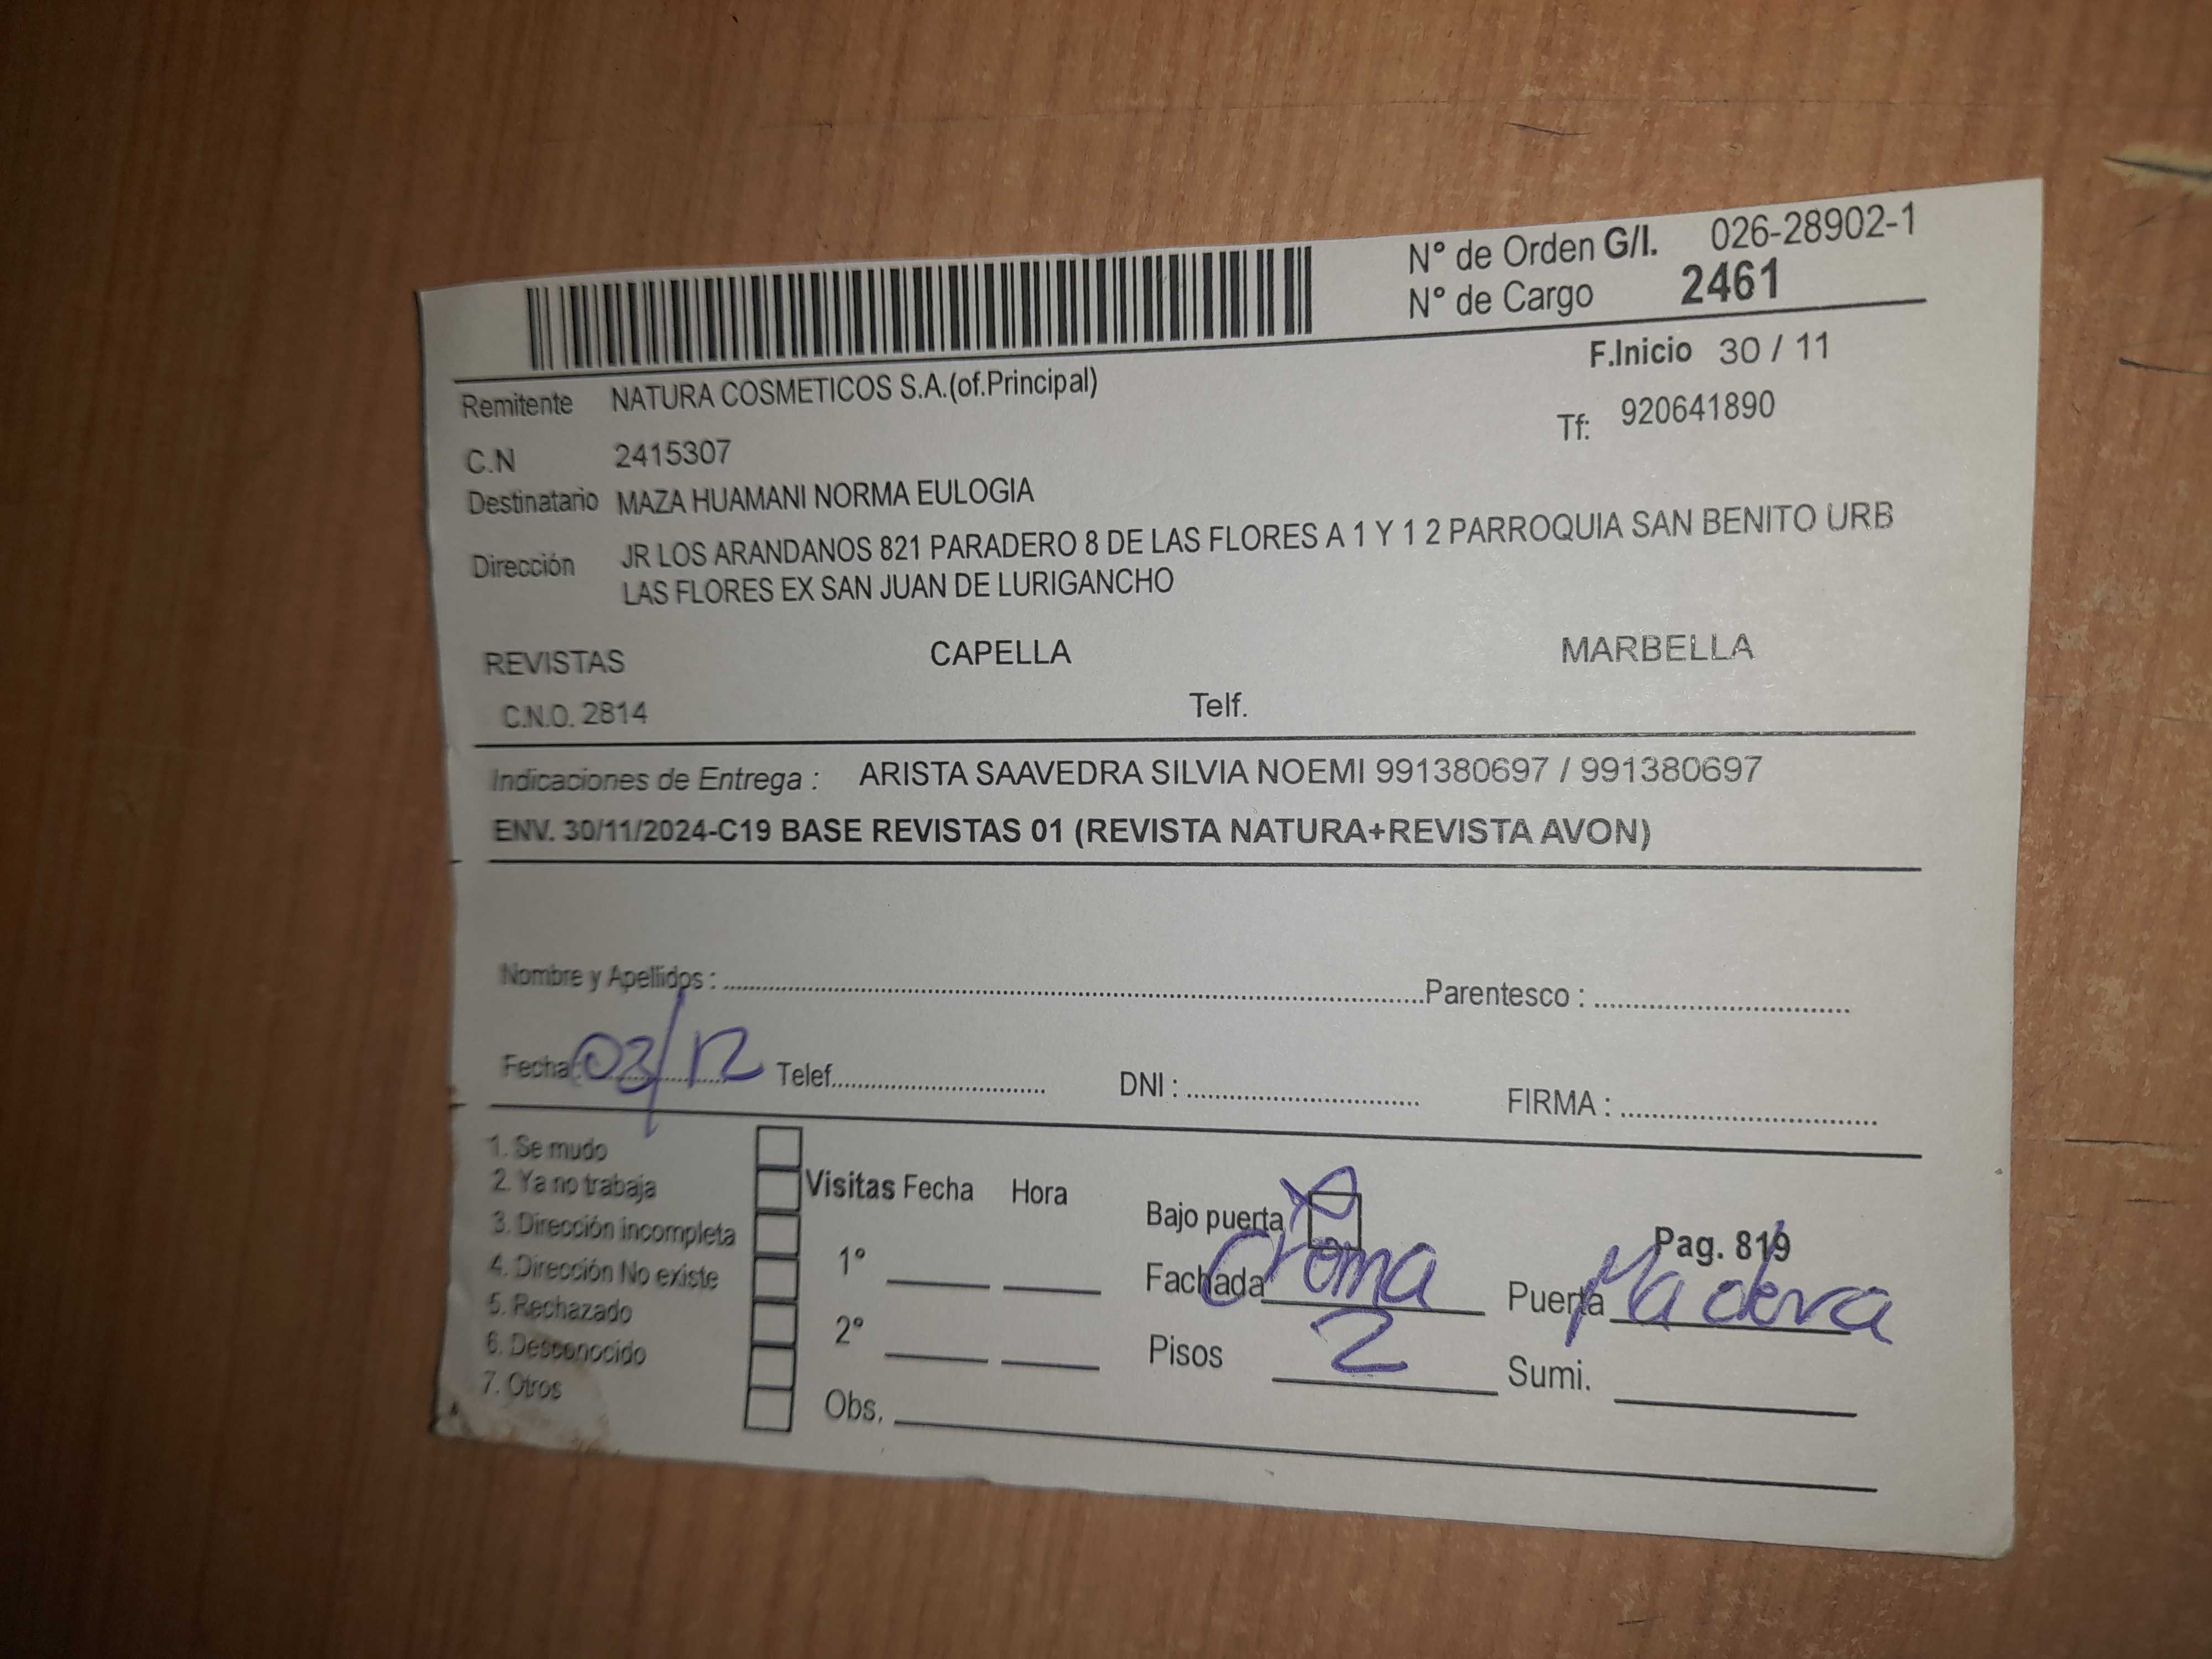 N° de Orden G/I. 026-28902-1
N° de Cargo 2461
F.Inicio 30 / 11
Remitente NATURA COSMETICOS S.A.(of.Principal)
Tf: 920641890
C.N 2415307
Destinatario MAZA HUAMANI NORMA EULOGIA
Dirección JR LOS ARANDANOS 821 PARADERO 8 DE LAS FLORES A 1 Y 1 2 PARROQUIA SAN BENITO URB
LAS FLORES EX SAN JUAN DE LURIGANCHO
REVISTAS CAPELLA MARBELLA
C.N.O. 2814 Telf.
Indicaciones de Entrega : ARISTA SAAVEDRA SILVIA NOEMI 991380697 / 991380697
ENV. 30/11/2024-C19 BASE REVISTAS 01 (REVISTA NATURA+REVISTA AVON)
Nombre y Apellidos : Parentesco :
Fecha: 03/12 Telef. DNI : FIRMA :
1. Se mudo
2. Ya no trabaja
3. Dirección incompleta
4. Dirección No existe
5. Rechazado
6. Desconocido
7. Otros
Visitas Fecha Hora
1°
2°
Obs.
Bajo puerta X
Pag. 819
Fachada Croma Puerta Madera
Pisos 2 Sumi.